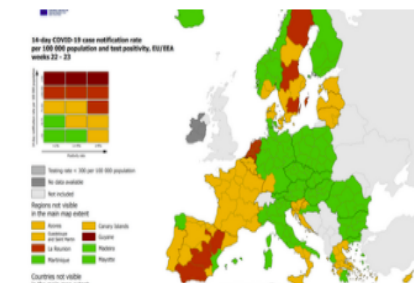 14-day COVID-19 case notification rate
per 100 000 population and test positivity, EU/EEA
weeks 22 - 23
Testing rate < 300 per 100 000 population
No data available
Not included
Regions not visible
in the main map extent
Azores
Canary Islands
Guadeloupe
and Saint Martin
Guyane
La Reunion
Madeira
Martinique
Mayotte
Countries not visible